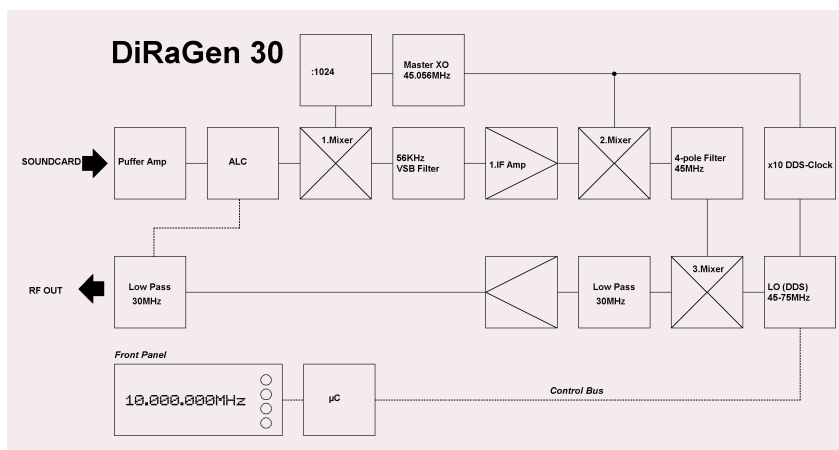 DiRaGen 30
:1024
Master XO
45.056MHz
SOUNDCARD
Puffer Amp
ALC
1.Mixer
56KHz
VSB Filter
1.IF Amp
2.Mixer
4-pole Filter
45MHz
x10 DDS-Clock
RF OUT
Low Pass
30MHz
Low Pass
30MHz
3.Mixer
LO (DDS)
45-75MHz
Front Panel
10.000.000MHz
µC
Control Bus